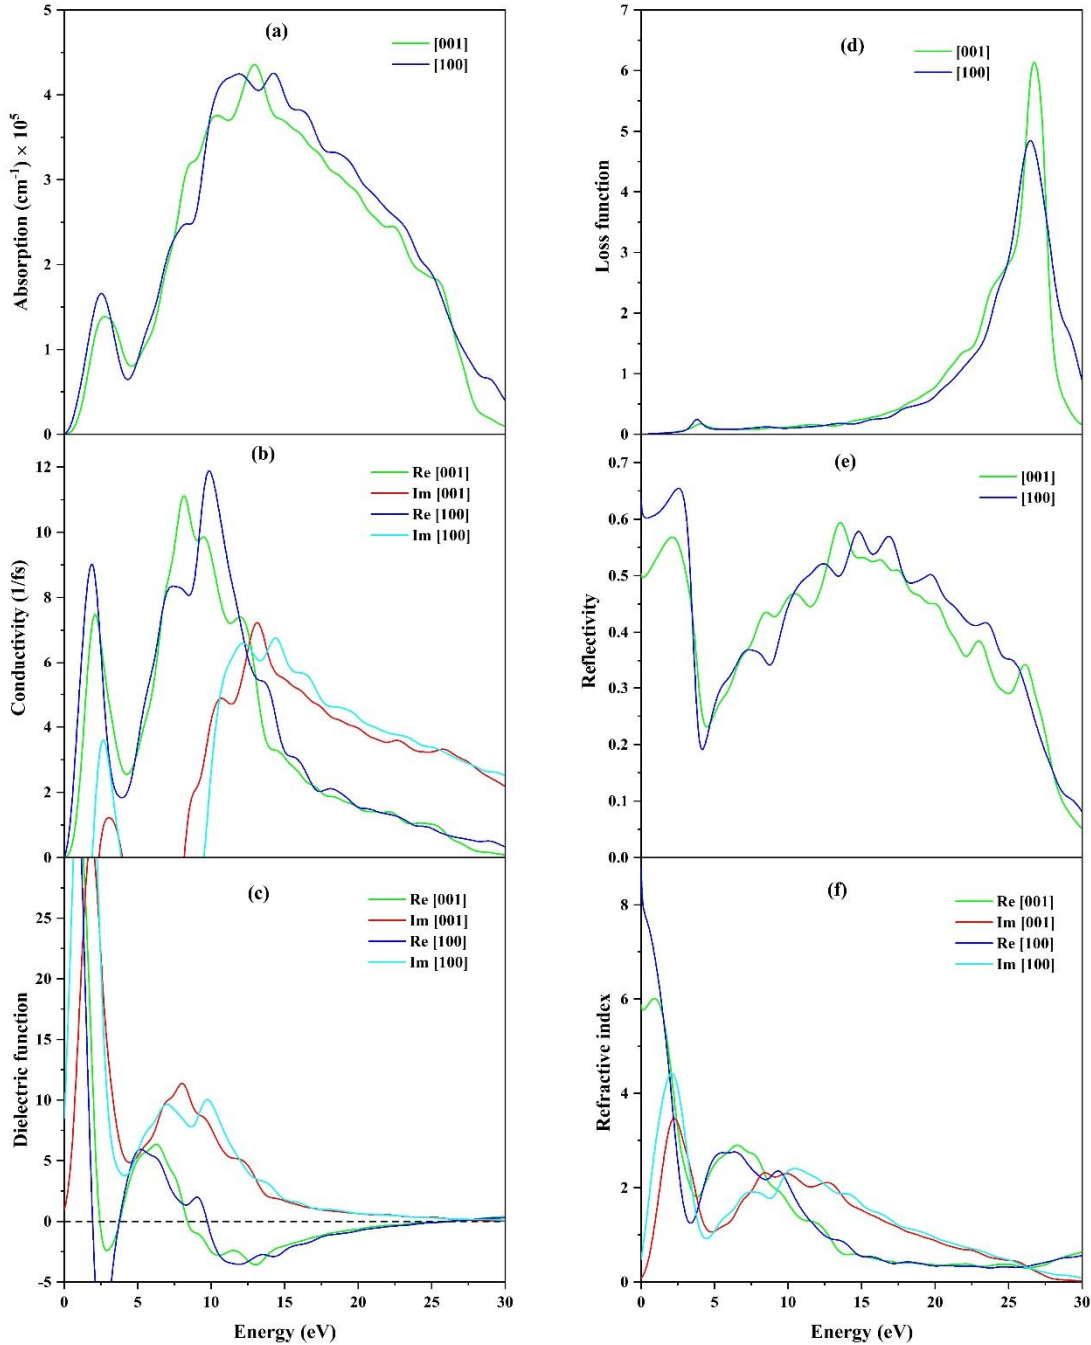 (a)
[001]
[100]
Absorption (cm⁻¹) × 10⁵
5
4
3
2
1
0
(b)
Re [001]
Im [001]
Re [100]
Im [100]
Conductivity (1/fs)
12
10
8
6
4
2
0
(c)
Re [001]
Im [001]
Re [100]
Im [100]
Dielectric function
25
20
15
10
5
0
-5
0 5 10 15 20 25 30
Energy (eV)
(d)
[001]
[100]
Loss function
7
6
5
4
3
2
1
0
(e)
[001]
[100]
Reflectivity
0.7
0.6
0.5
0.4
0.3
0.2
0.1
0.0
(f)
Re [001]
Im [001]
Re [100]
Im [100]
Refractive index
8
6
4
2
0
0 5 10 15 20 25 30
Energy (eV)